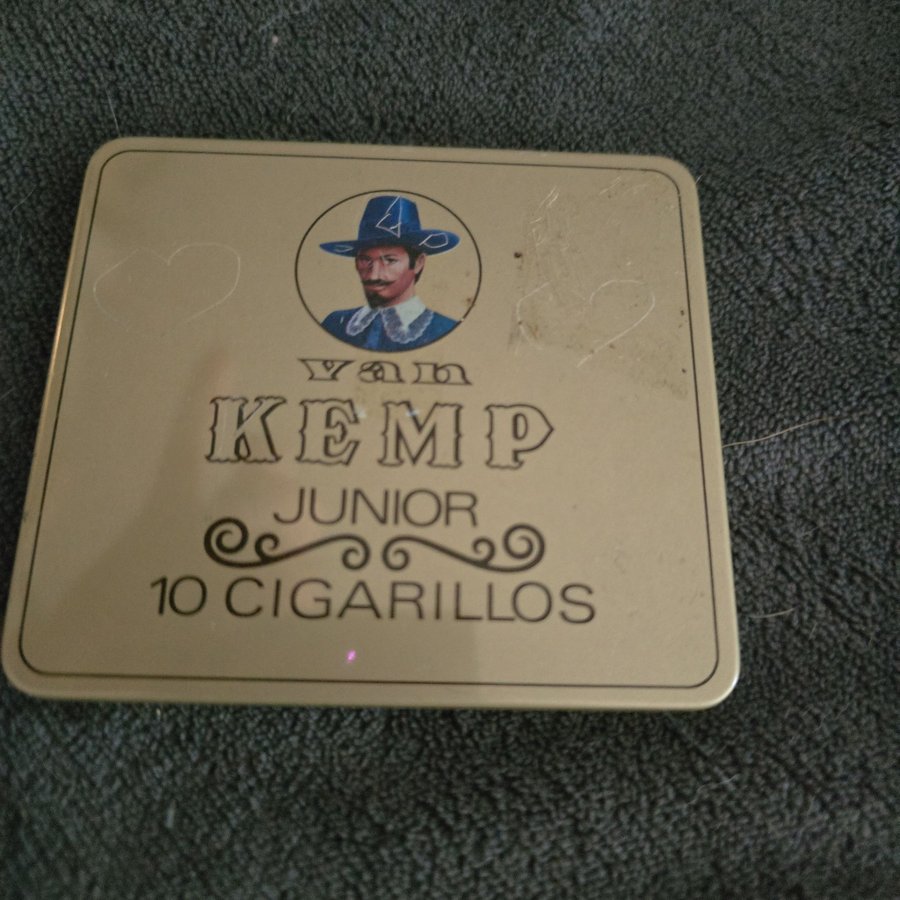 van
KEMP
JUNIOR
10 CIGARILLOS